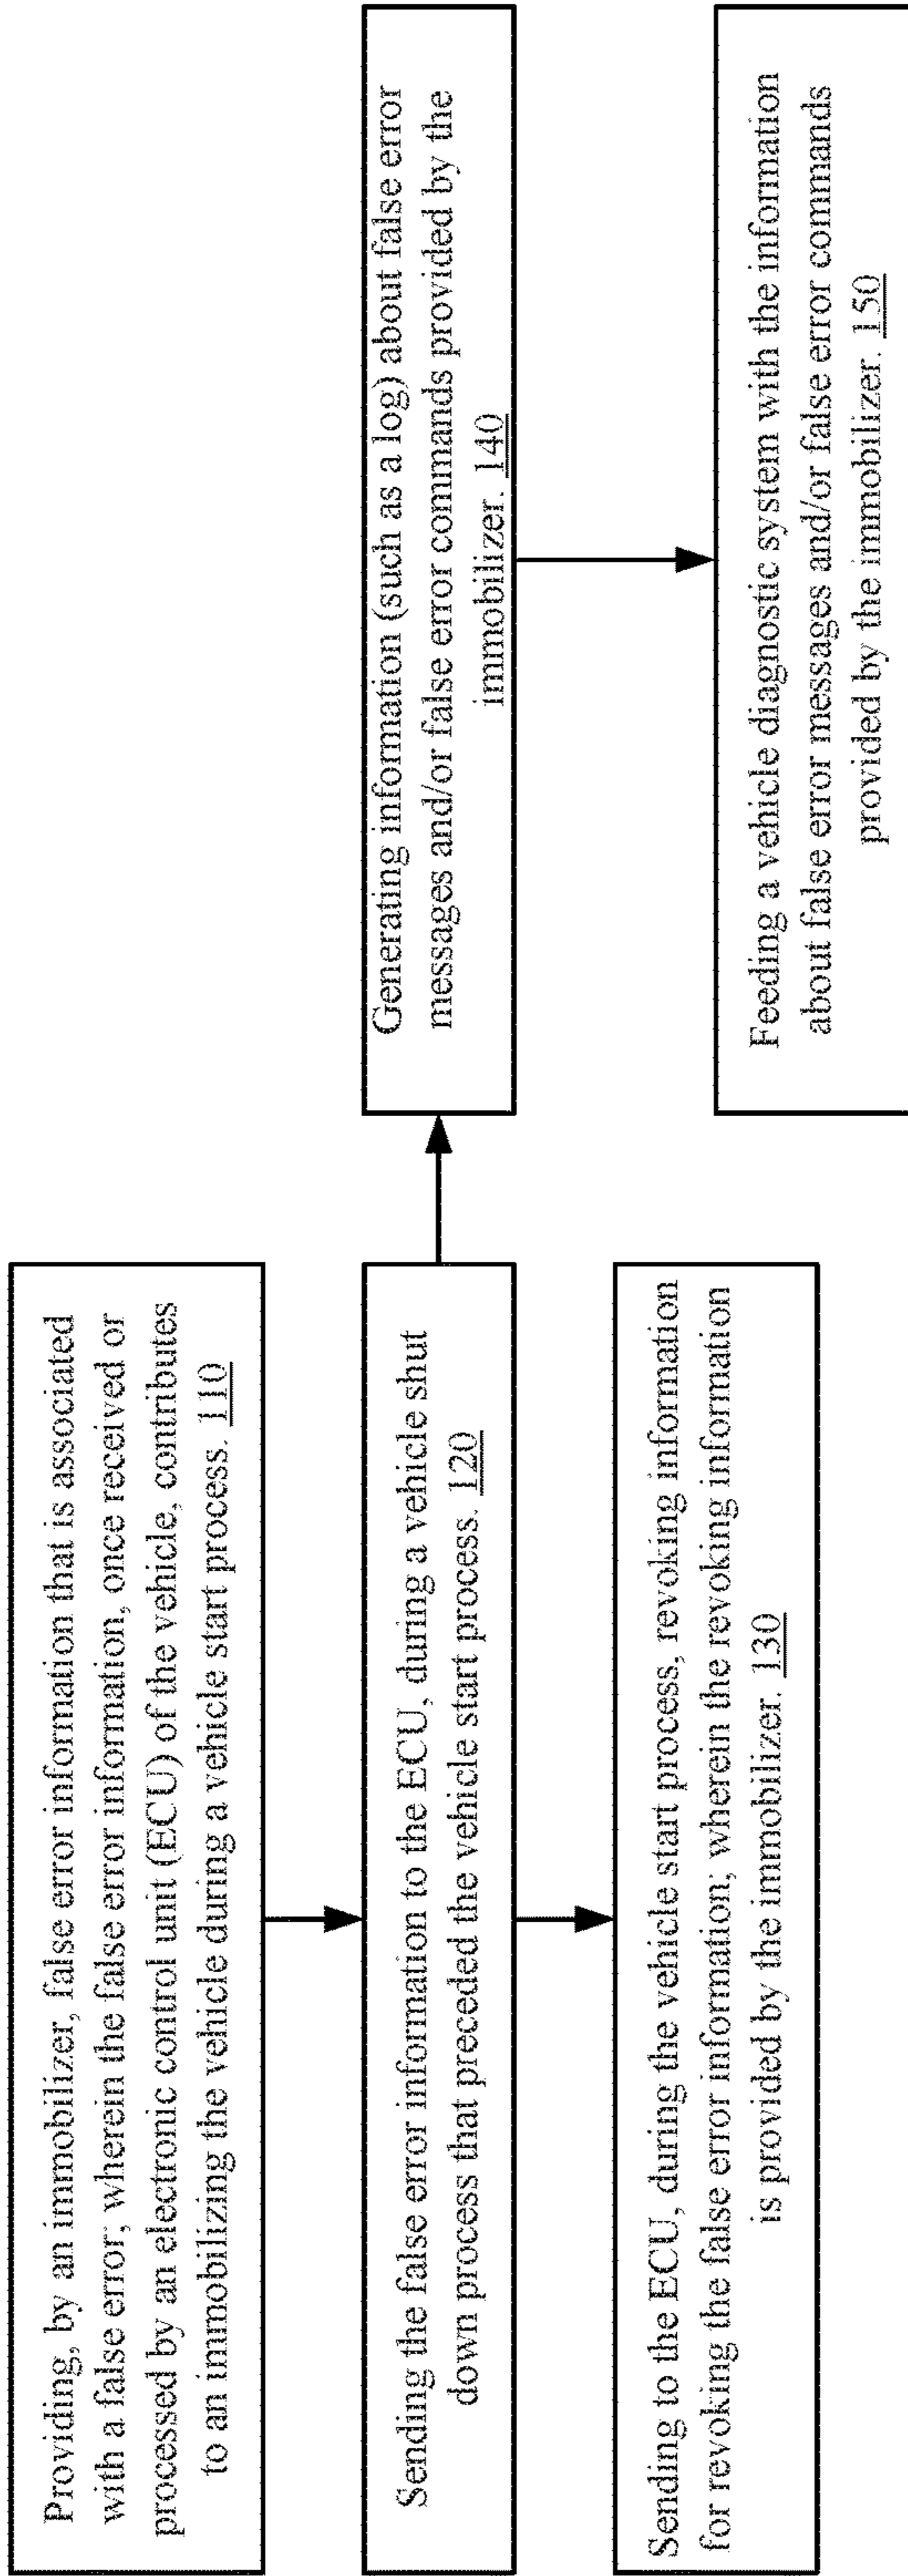 Providing, by an immobilizer, false error information that is associated
with a false error; wherein the false error information, once received or
processed by an electronic control unit (ECU) of the vehicle, contributes
to an immobilizing the vehicle during a vehicle start process. 110
Sending the false error information to the ECU, during a vehicle shut
down process that preceded the vehicle start process. 120
Sending to the ECU, during the vehicle start process, revoking information
for revoking the false error information; wherein the revoking information
is provided by the immobilizer. 130
Generating information (such as a log) about false error
messages and/or false error commands provided by the
immobilizer. 140
Feeding a vehicle diagnostic system with the information
about false error messages and/or false error commands
provided by the immobilizer. 150